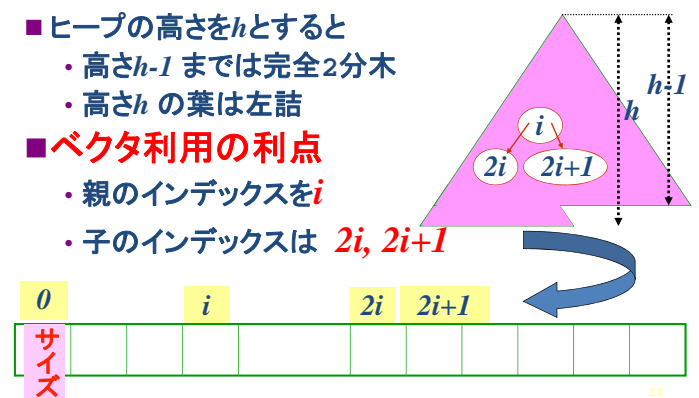 ■ヒープの高さをhとすると
・高さh-1 までは完全2分木
・高さh の葉は左詰
■ベクタ利用の利点
・親のインデックスをi
・子のインデックスは 2i, 2i+1
h-1
h
i
2i 2i+1
0 i 2i 2i+1
サイズ
53